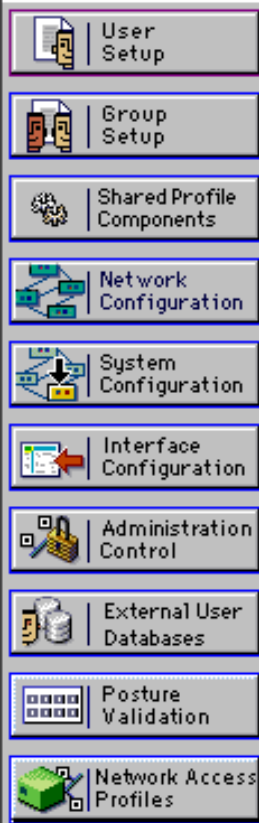 User
Setup
Group
Setup
Shared Profile
Components
Network
Configuration
System
Configuration
Interface
Configuration
Administration
Control
External User
Databases
Posture
Validation
Network Access
Profiles